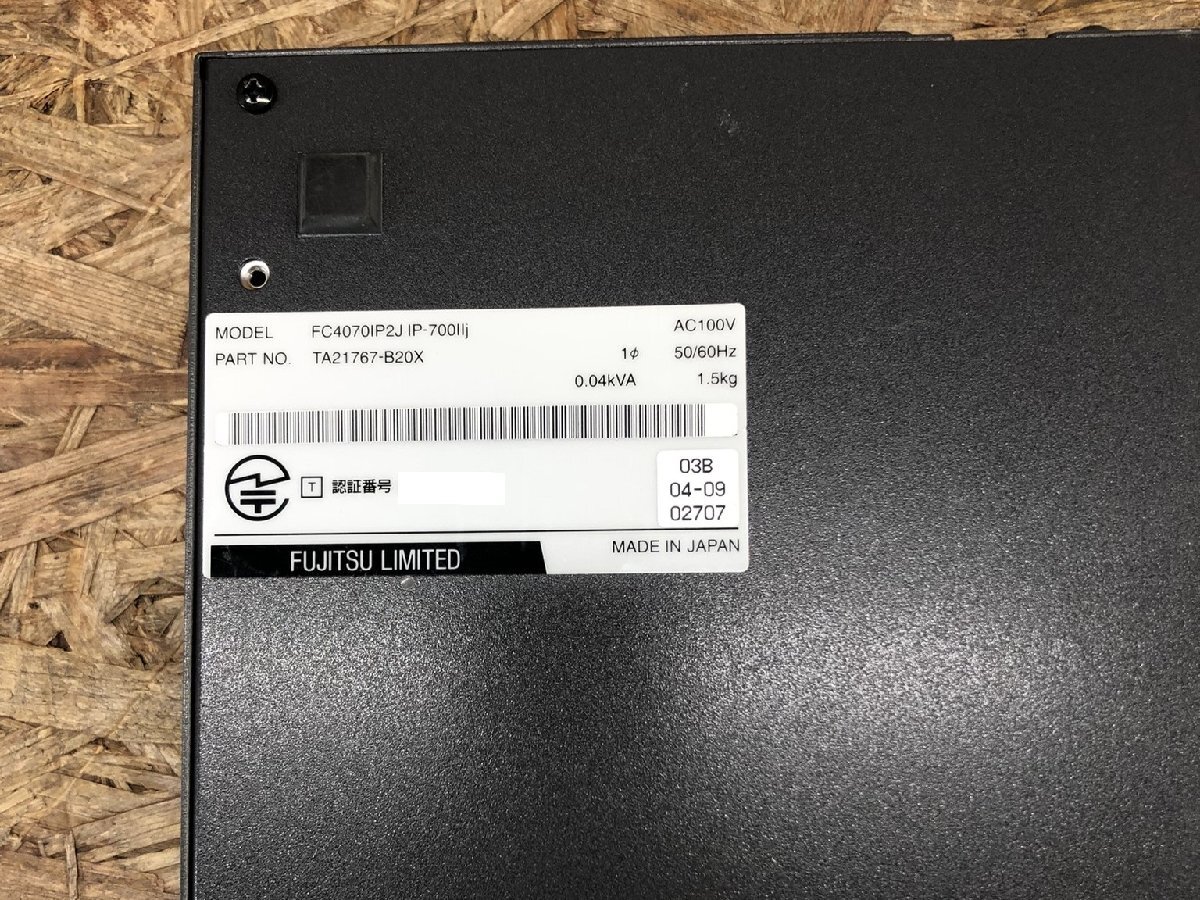 MODEL FC4070IP2J IP-700IIj AC100V
PART NO. TA21767-B20X 1φ 50/60Hz
0.04kVA 1.5kg
T 認証番号
03B
04-09
02707
FUJITSU LIMITED
MADE IN JAPAN